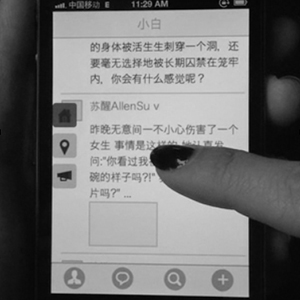 中国移动 E 11:29 AM
小白
的身体被活生生刺穿一个洞，还
要毫无选择地被长期囚禁在笼牢
内，你会有什么感觉呢？
苏醒AllenSu v
昨晚无意间一不小心伤害了一个
女生 事情是这样的
问:"你看过我
碗的样子吗?!"
片吗?" ...